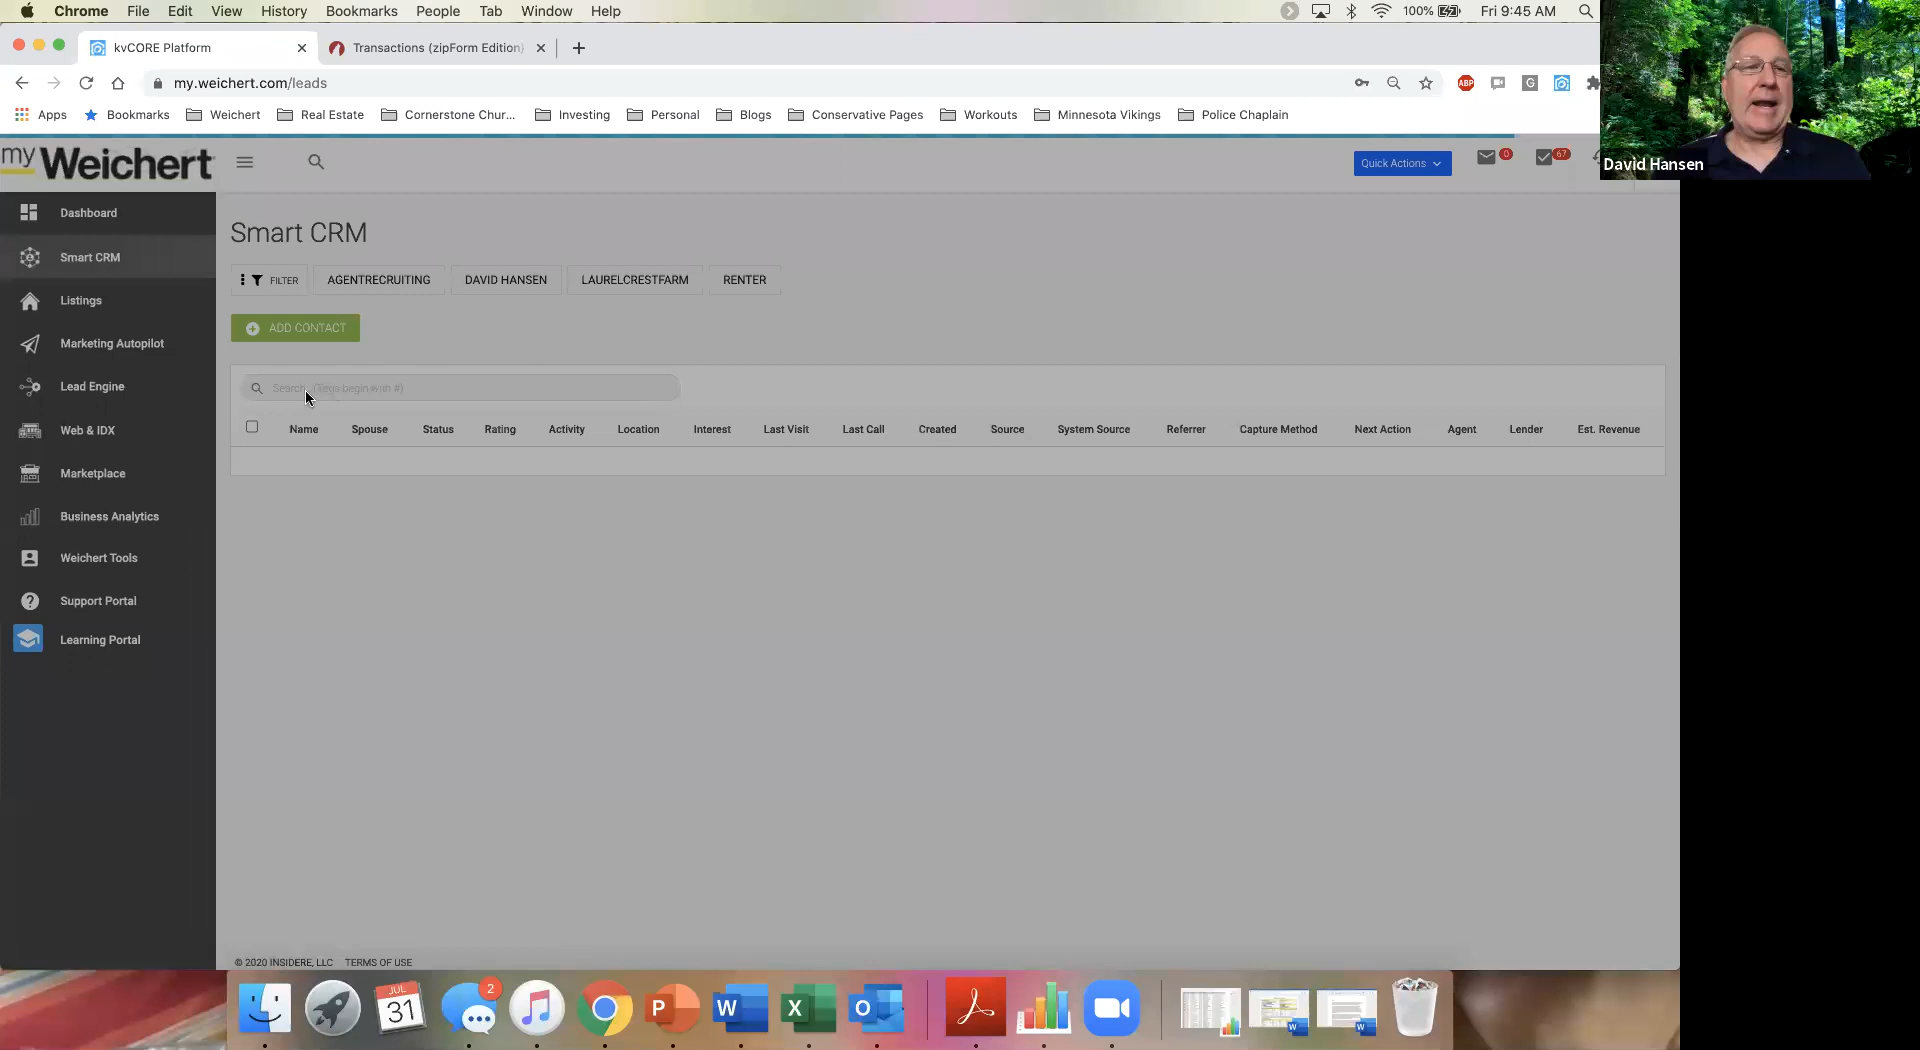 Chrome File Edit View History Bookmarks People Tab Window Help 100% Fri 9:45 AM
kvCORE Platform Transactions (zipForm Edition)
my.weichert.com/leads ABP G
Apps Bookmarks Weichert Real Estate Cornerstone Chur... Investing Personal Blogs Conservative Pages Workouts Minnesota Vikings Police Chaplain
David Hansen
my Weichert Quick Actions 0 67
Dashboard
Smart CRM
Listings
Marketing Autopilot
Lead Engine
Web & IDX
Marketplace
Business Analytics
Weichert Tools
Support Portal
Learning Portal
Smart CRM
FILTER AGENTRECRUITING DAVID HANSEN LAURELCRESTFARM RENTER
ADD CONTACT
Search (Tags begin with #)
Name Spouse Status Rating Activity Location Interest Last Visit Last Call Created Source System Source Referrer Capture Method Next Action Agent Lender Est. Revenue
© 2020 INSIDERE, LLC TERMS OF USE
JUL
31
2
P W X O
W W